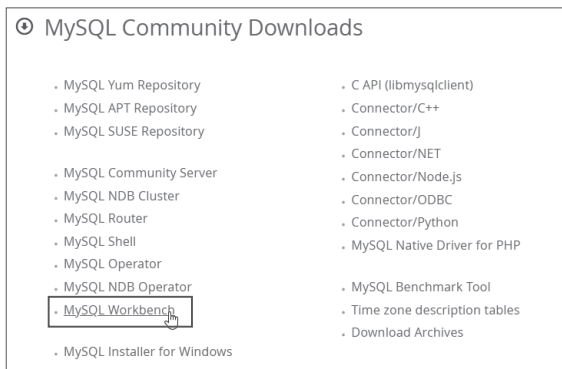 MySQL Community Downloads
MySQL Yum Repository
MySQL APT Repository
MySQL SUSE Repository
MySQL Community Server
MySQL NDB Cluster
MySQL Router
MySQL Shell
MySQL Operator
MySQL NDB Operator
MySQL Workbench
MySQL Installer for Windows
C API (libmysqlclient)
Connector/C++
Connector/J
Connector/NET
Connector/Node.js
Connector/ODBC
Connector/Python
MySQL Native Driver for PHP
MySQL Benchmark Tool
Time zone description tables
Download Archives